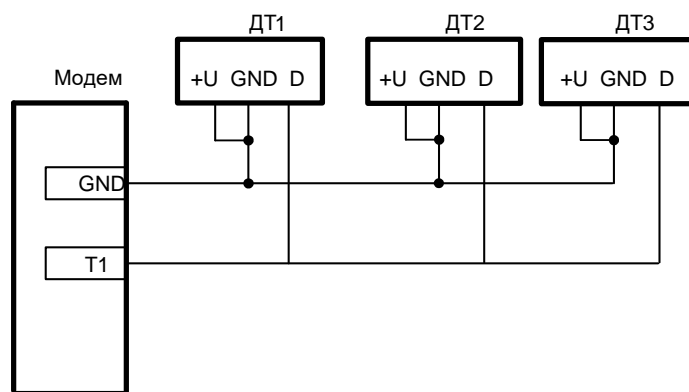 ДТ1 ДТ2 ДТ3
+U GND D +U GND D +U GND D
Модем
GND
T1